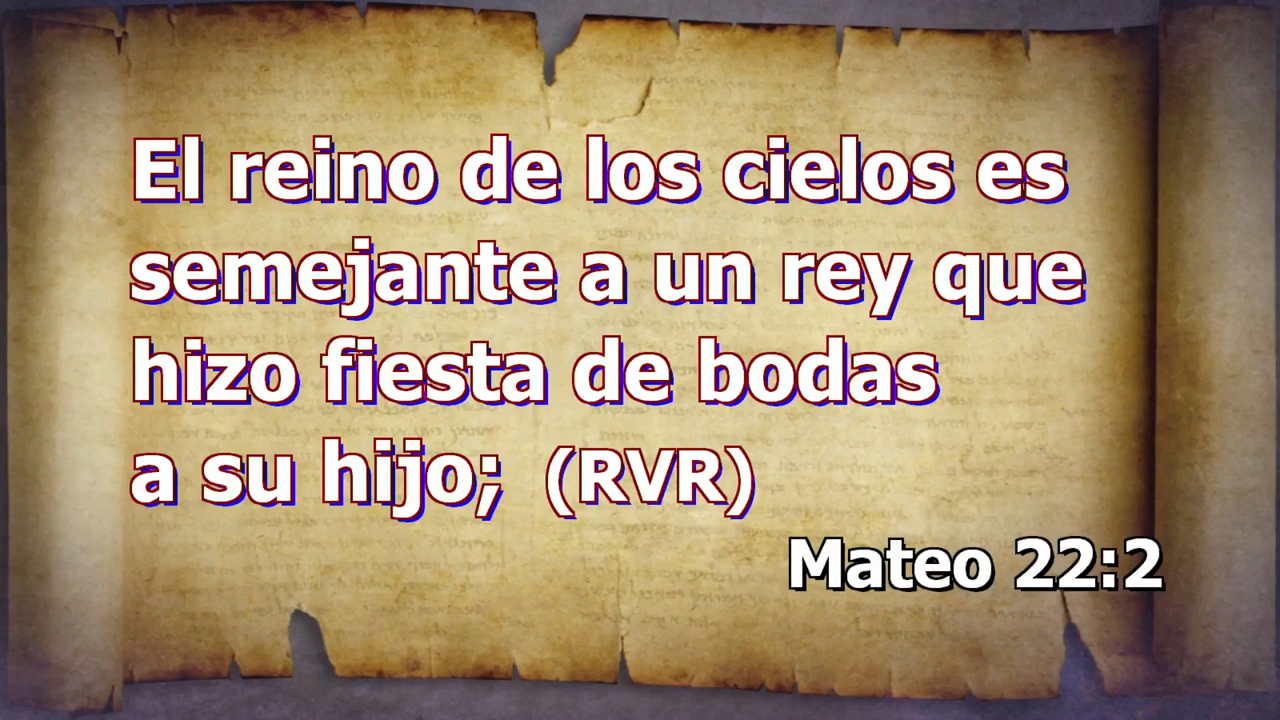 El reino de los cielos es
semejante a un rey que
hizo fiesta de bodas
a su hijo; (RVR)
Mateo 22:2